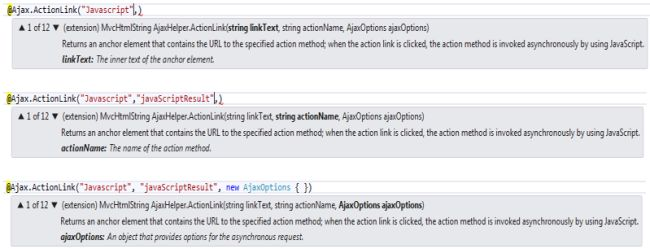 @Ajax.ActionLink("Javascript",)
▲ 1 of 12 ▼ (extension) MvcHtmlString AjaxHelper.ActionLink(string linkText, string actionName, AjaxOptions ajaxOptions)
Returns an anchor element that contains the URL to the specified action method; when the action link is clicked, the action method is invoked asynchronously by using JavaScript.
linkText: The inner text of the anchor element.
@Ajax.ActionLink("Javascript","javaScriptResult",)
▲ 1 of 12 ▼ (extension) MvcHtmlString AjaxHelper.ActionLink(string linkText, string actionName, AjaxOptions ajaxOptions)
Returns an anchor element that contains the URL to the specified action method; when the action link is clicked, the action method is invoked asynchronously by using JavaScript.
actionName: The name of the action method.
@Ajax.ActionLink("Javascript", "javaScriptResult", new AjaxOptions { })
▲ 1 of 12 ▼ (extension) MvcHtmlString AjaxHelper.ActionLink(string linkText, string actionName, AjaxOptions ajaxOptions)
Returns an anchor element that contains the URL to the specified action method; when the action link is clicked, the action method is invoked asynchronously by using JavaScript.
ajaxOptions: An object that provides options for the asynchronous request.